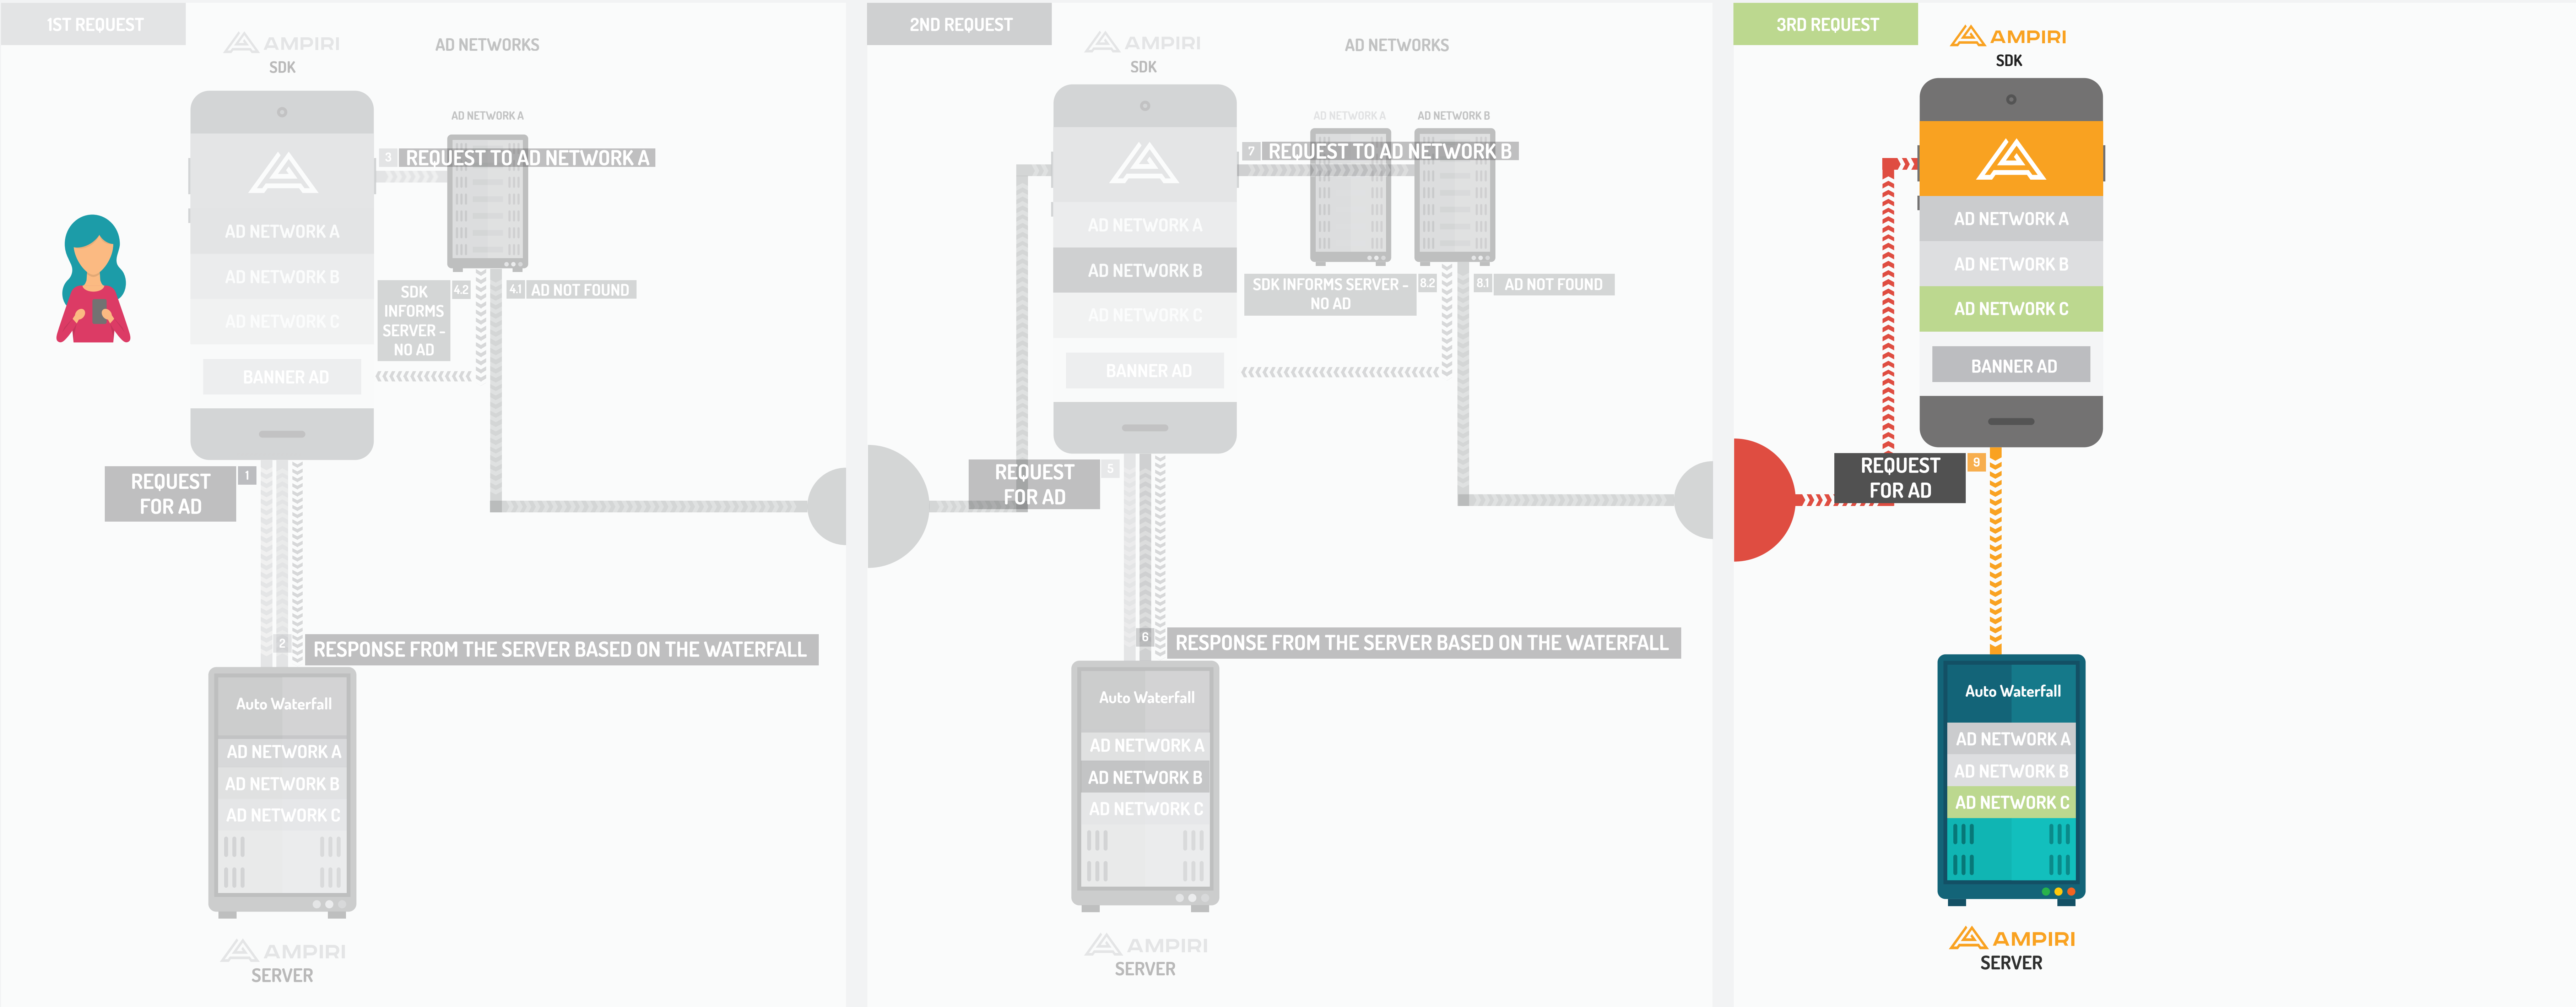 1ST REQUEST
AMPIRI
SDK
AD NETWORKS
AD NETWORK A
3 REQUEST TO AD NETWORK A
AD NETWORK A
AD NETWORK B
AD NETWORK C
BANNER AD
SDK
INFORMS
SERVER -
NO AD
4.2
4.1 AD NOT FOUND
REQUEST
FOR AD
1
2 RESPONSE FROM THE SERVER BASED ON THE WATERFALL
Auto Waterfall
AD NETWORK A
AD NETWORK B
AD NETWORK C
AMPIRI
SERVER
2ND REQUEST
AMPIRI
SDK
AD NETWORKS
AD NETWORK A
AD NETWORK B
7 REQUEST TO AD NETWORK B
AD NETWORK A
AD NETWORK B
AD NETWORK C
BANNER AD
SDK INFORMS SERVER -
NO AD
8.2
8.1 AD NOT FOUND
REQUEST
FOR AD
5
6 RESPONSE FROM THE SERVER BASED ON THE WATERFALL
Auto Waterfall
AD NETWORK A
AD NETWORK B
AD NETWORK C
AMPIRI
SERVER
3RD REQUEST
AMPIRI
SDK
AD NETWORK A
AD NETWORK B
AD NETWORK C
BANNER AD
REQUEST
FOR AD
9
Auto Waterfall
AD NETWORK A
AD NETWORK B
AD NETWORK C
AMPIRI
SERVER